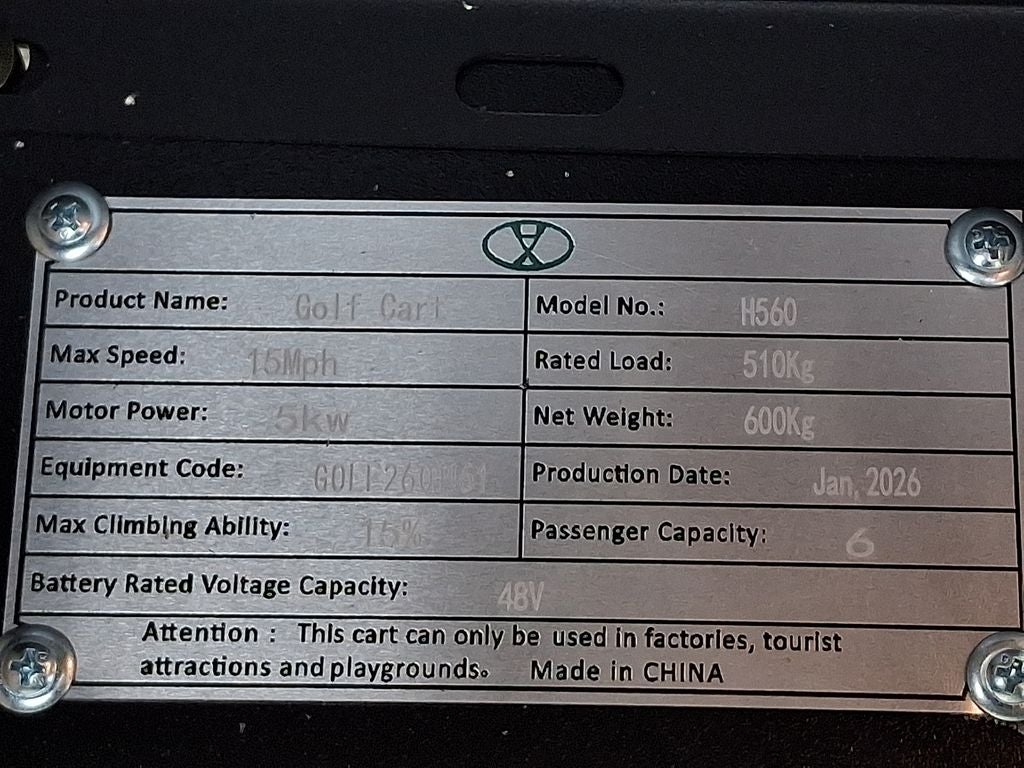 Product Name: Golf Cart Model No.: H560
Max Speed: 15Mph Rated Load: 510Kg
Motor Power: 5kw Net Weight: 600Kg
Equipment Code: Production Date: Jan, 2026
Max Climbing Ability: 15% Passenger Capacity: 6
Battery Rated Voltage Capacity: 48V
Attention : This cart can only be used in factories, tourist
attractions and playgrounds。 Made in CHINA